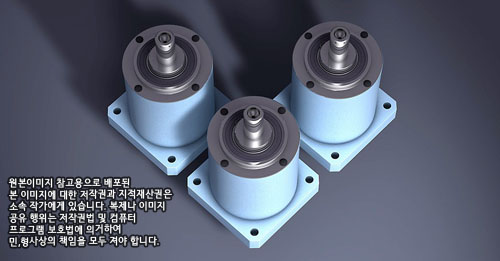 원본이미지 참고용으로 배포된
본 이미지에 대한 저작권과 지적재산권은
소속 작가에게 있습니다. 복제나 이미지
공유 행위는 저작권법 및 컴퓨터
프로그램 보호법에 의거하여
민,형사상의 책임을 모두 져야 합니다.